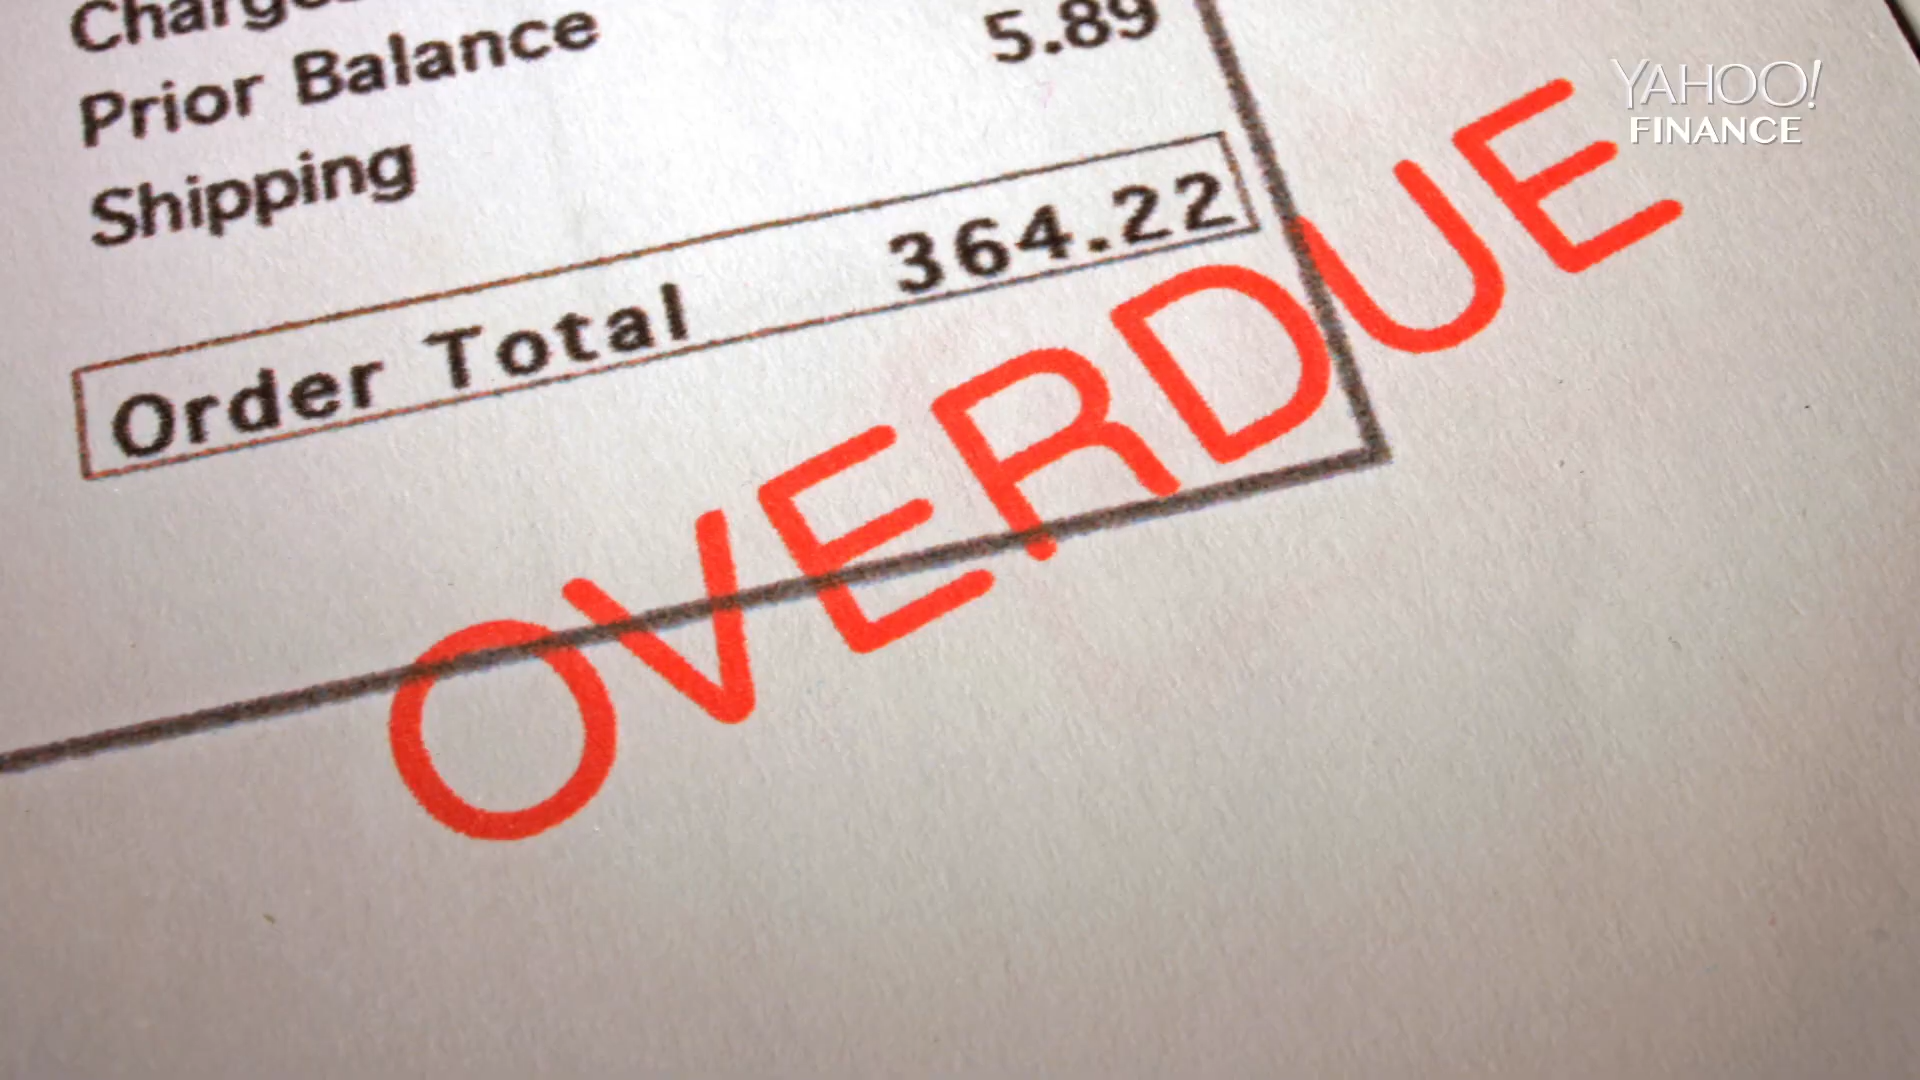 Prior Balance 5.89
Shipping
Order Total 364.22
OVERDUE
YAHOO!
FINANCE